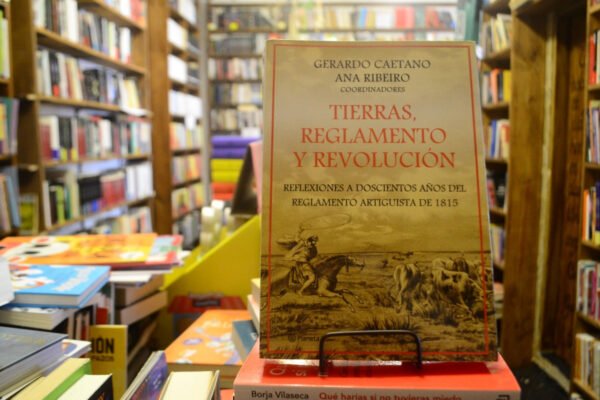 GERARDO CAETANO
ANA RIBEIRO
COORDINADORES
TIERRAS,
REGLAMENTO
Y REVOLUCIÓN
REFLEXIONES A DOSCIENTOS AÑOS DEL
REGLAMENTO ARTIGUISTA DE 1815
Planeta
Borja Vilaseca Qué harías si no tuvieras miedo